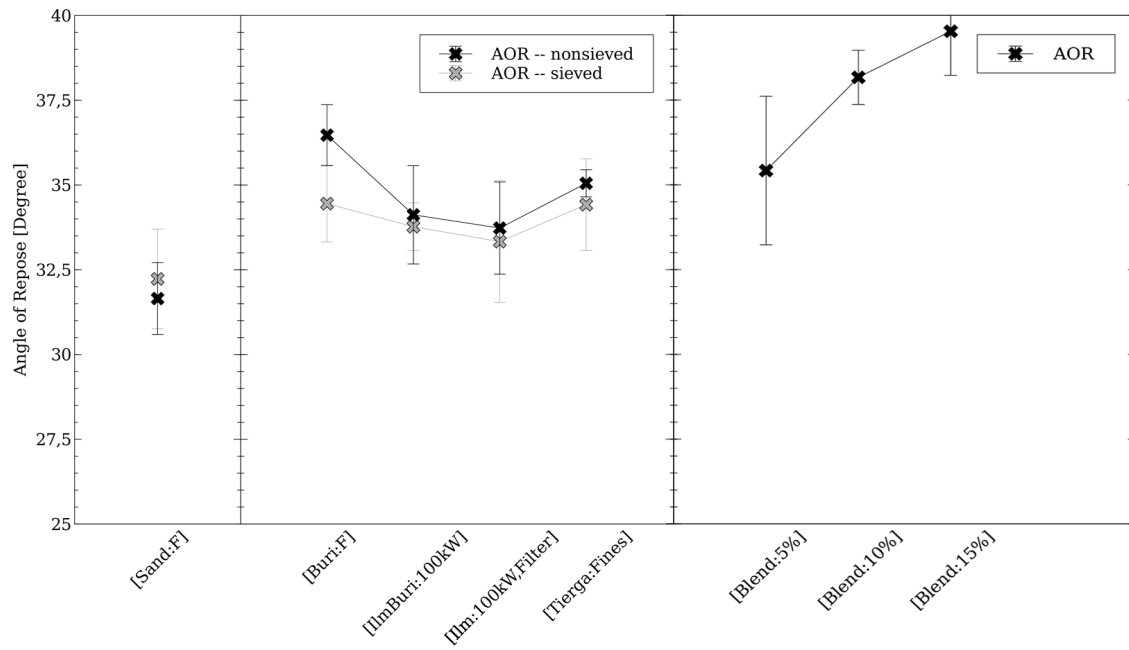 40
37,5
35
32,5
30
27,5
25
Angle of Repose [Degree]
AOR -- nonsieved
AOR -- sieved
AOR
[Sand:F]
[Buri:F]
[IlmBuri:100kW]
[Ilm:100kW,Filter]
[Tierga:Fines]
[Blend:5%]
[Blend:10%]
[Blend:15%]